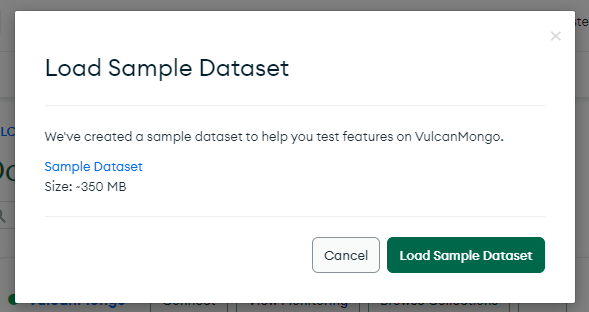 ×
Load Sample Dataset
We've created a sample dataset to help you test features on VulcanMongo.
Sample Dataset
Size: ~350 MB
Cancel
Load Sample Dataset